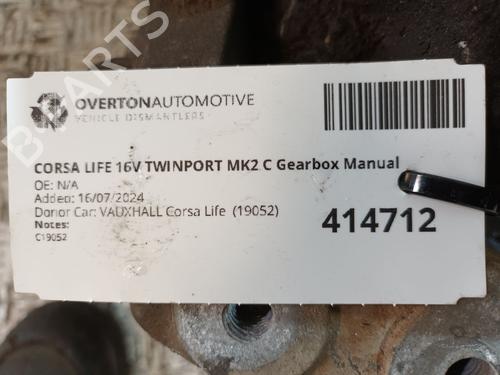 OVERTONAUTOMOTIVE
VEHICLE DISMANTLERS
CORSA LIFE 16V TWINPORT MK2 C Gearbox Manual
OE: N/A
Added: 16/07/2024
Donor Car: VAUXHALL Corsa Life (19052)
Notes:
C19052
414712
B PARTS